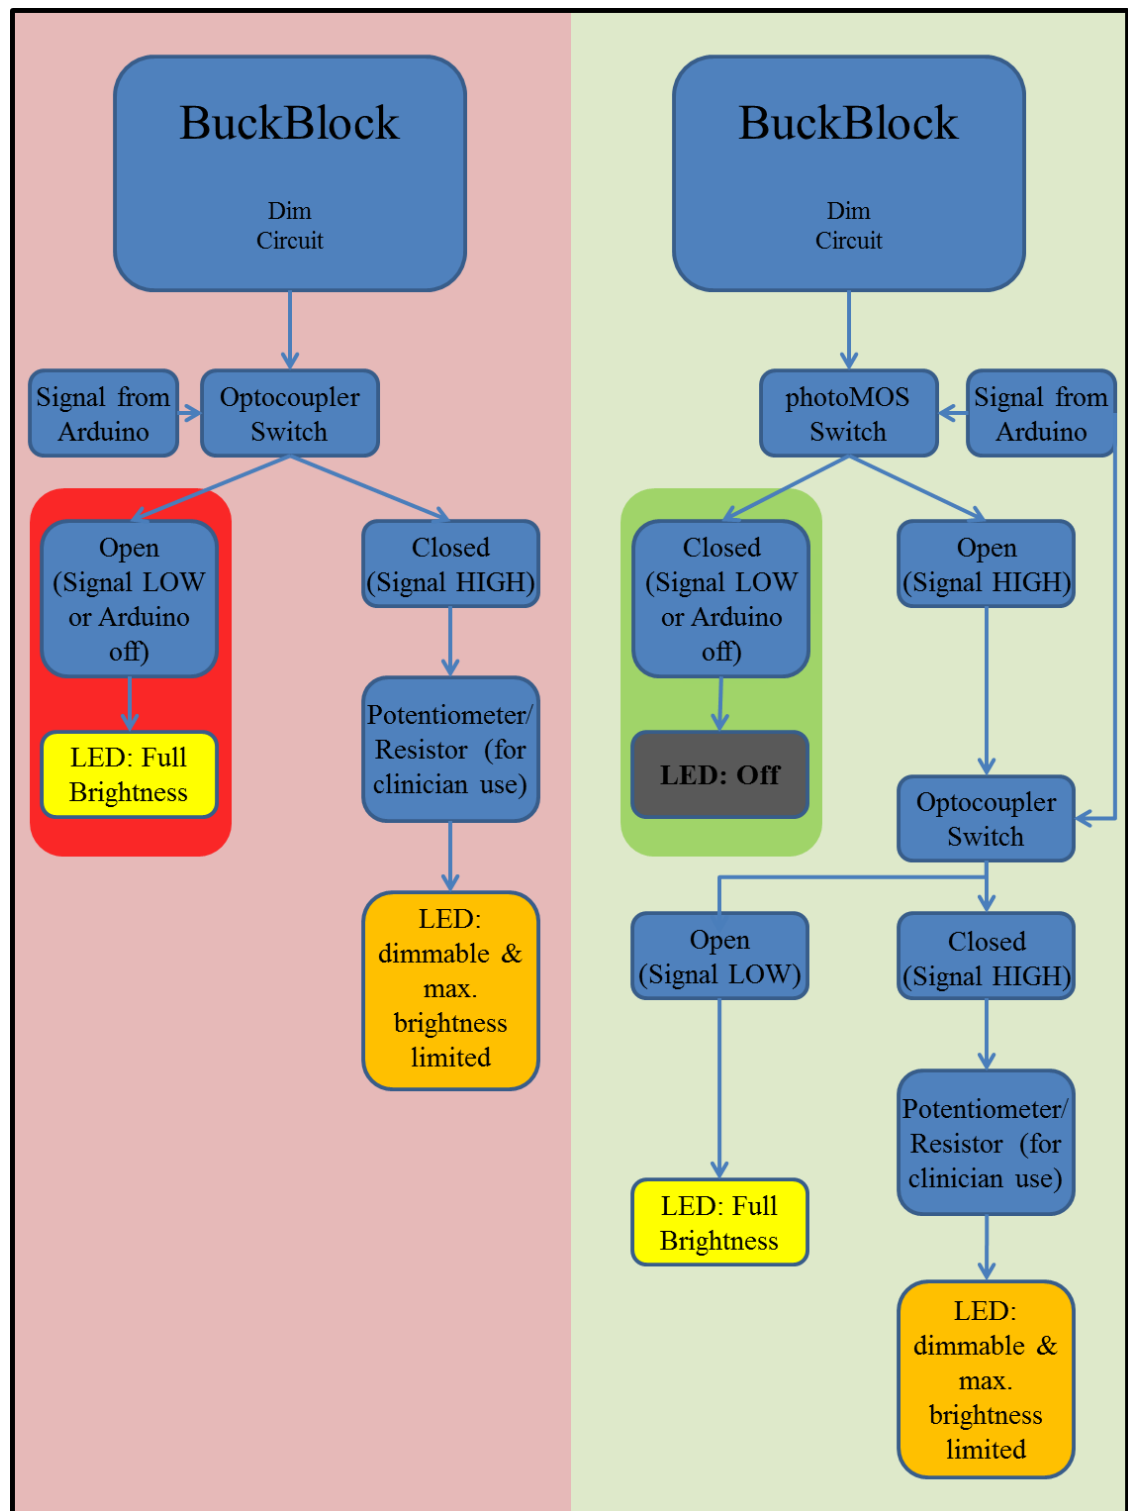 BuckBlock
Dim
Circuit
Signal from
Arduino
Optocoupler
Switch
Open
(Signal LOW
or Arduino
off)
LED: Full
Brightness
Closed
(Signal HIGH)
Potentiometer/
Resistor (for
clinician use)
LED:
dimmable &
max.
brightness
limited
BuckBlock
Dim
Circuit
photoMOS
Switch
Signal from
Arduino
Closed
(Signal LOW
or Arduino
off)
LED: Off
Open
(Signal HIGH)
Optocoupler
Switch
Open
(Signal LOW)
LED: Full
Brightness
Closed
(Signal HIGH)
Potentiometer/
Resistor (for
clinician use)
LED:
dimmable &
max.
brightness
limited